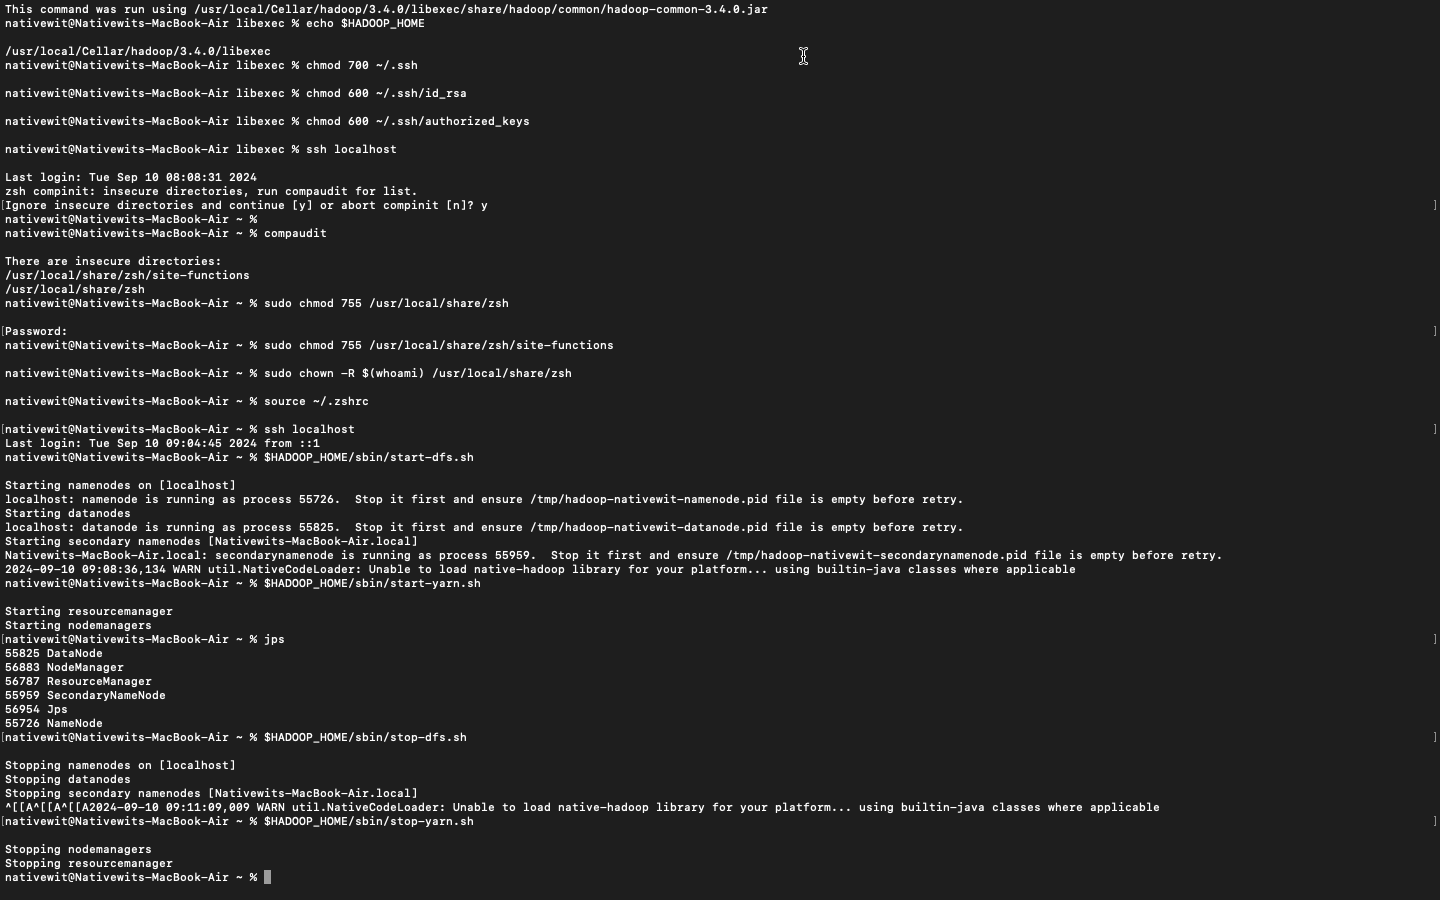 This command was run using /usr/local/Cellar/hadoop/3.4.0/libexec/share/hadoop/common/hadoop-common-3.4.0.jar
nativewit@Nativewits-MacBook-Air libexec % echo $HADOOP_HOME
/usr/local/Cellar/hadoop/3.4.0/libexec
nativewit@Nativewits-MacBook-Air libexec % chmod 700 ~/.ssh
nativewit@Nativewits-MacBook-Air libexec % chmod 600 ~/.ssh/id_rsa
nativewit@Nativewits-MacBook-Air libexec % chmod 600 ~/.ssh/authorized_keys
nativewit@Nativewits-MacBook-Air libexec % ssh localhost
Last login: Tue Sep 10 08:08:31 2024
zsh compinit: insecure directories, run compaudit for list.
[Ignore insecure directories and continue [y] or abort compinit [n]? y ]
nativewit@Nativewits-MacBook-Air ~ %
nativewit@Nativewits-MacBook-Air ~ % compaudit
There are insecure directories:
/usr/local/share/zsh/site-functions
/usr/local/share/zsh
nativewit@Nativewits-MacBook-Air ~ % sudo chmod 755 /usr/local/share/zsh
[Password: ]
nativewit@Nativewits-MacBook-Air ~ % sudo chmod 755 /usr/local/share/zsh/site-functions
nativewit@Nativewits-MacBook-Air ~ % sudo chown -R $(whoami) /usr/local/share/zsh
nativewit@Nativewits-MacBook-Air ~ % source ~/.zshrc
[nativewit@Nativewits-MacBook-Air ~ % ssh localhost ]
Last login: Tue Sep 10 09:04:45 2024 from ::1
nativewit@Nativewits-MacBook-Air ~ % $HADOOP_HOME/sbin/start-dfs.sh
Starting namenodes on [localhost]
localhost: namenode is running as process 55726.  Stop it first and ensure /tmp/hadoop-nativewit-namenode.pid file is empty before retry.
Starting datanodes
localhost: datanode is running as process 55825.  Stop it first and ensure /tmp/hadoop-nativewit-datanode.pid file is empty before retry.
Starting secondary namenodes [Nativewits-MacBook-Air.local]
Nativewits-MacBook-Air.local: secondarynamenode is running as process 55959.  Stop it first and ensure /tmp/hadoop-nativewit-secondarynamenode.pid file is empty before retry.
2024-09-10 09:08:36,134 WARN util.NativeCodeLoader: Unable to load native-hadoop library for your platform... using builtin-java classes where applicable
nativewit@Nativewits-MacBook-Air ~ % $HADOOP_HOME/sbin/start-yarn.sh
Starting resourcemanager
Starting nodemanagers
[nativewit@Nativewits-MacBook-Air ~ % jps ]
55825 DataNode
56883 NodeManager
56787 ResourceManager
55959 SecondaryNameNode
56954 Jps
55726 NameNode
[nativewit@Nativewits-MacBook-Air ~ % $HADOOP_HOME/sbin/stop-dfs.sh ]
Stopping namenodes on [localhost]
Stopping datanodes
Stopping secondary namenodes [Nativewits-MacBook-Air.local]
^[[A^[[A^[[A2024-09-10 09:11:09,009 WARN util.NativeCodeLoader: Unable to load native-hadoop library for your platform... using builtin-java classes where applicable
[nativewit@Nativewits-MacBook-Air ~ % $HADOOP_HOME/sbin/stop-yarn.sh ]
Stopping nodemanagers
Stopping resourcemanager
nativewit@Nativewits-MacBook-Air ~ %